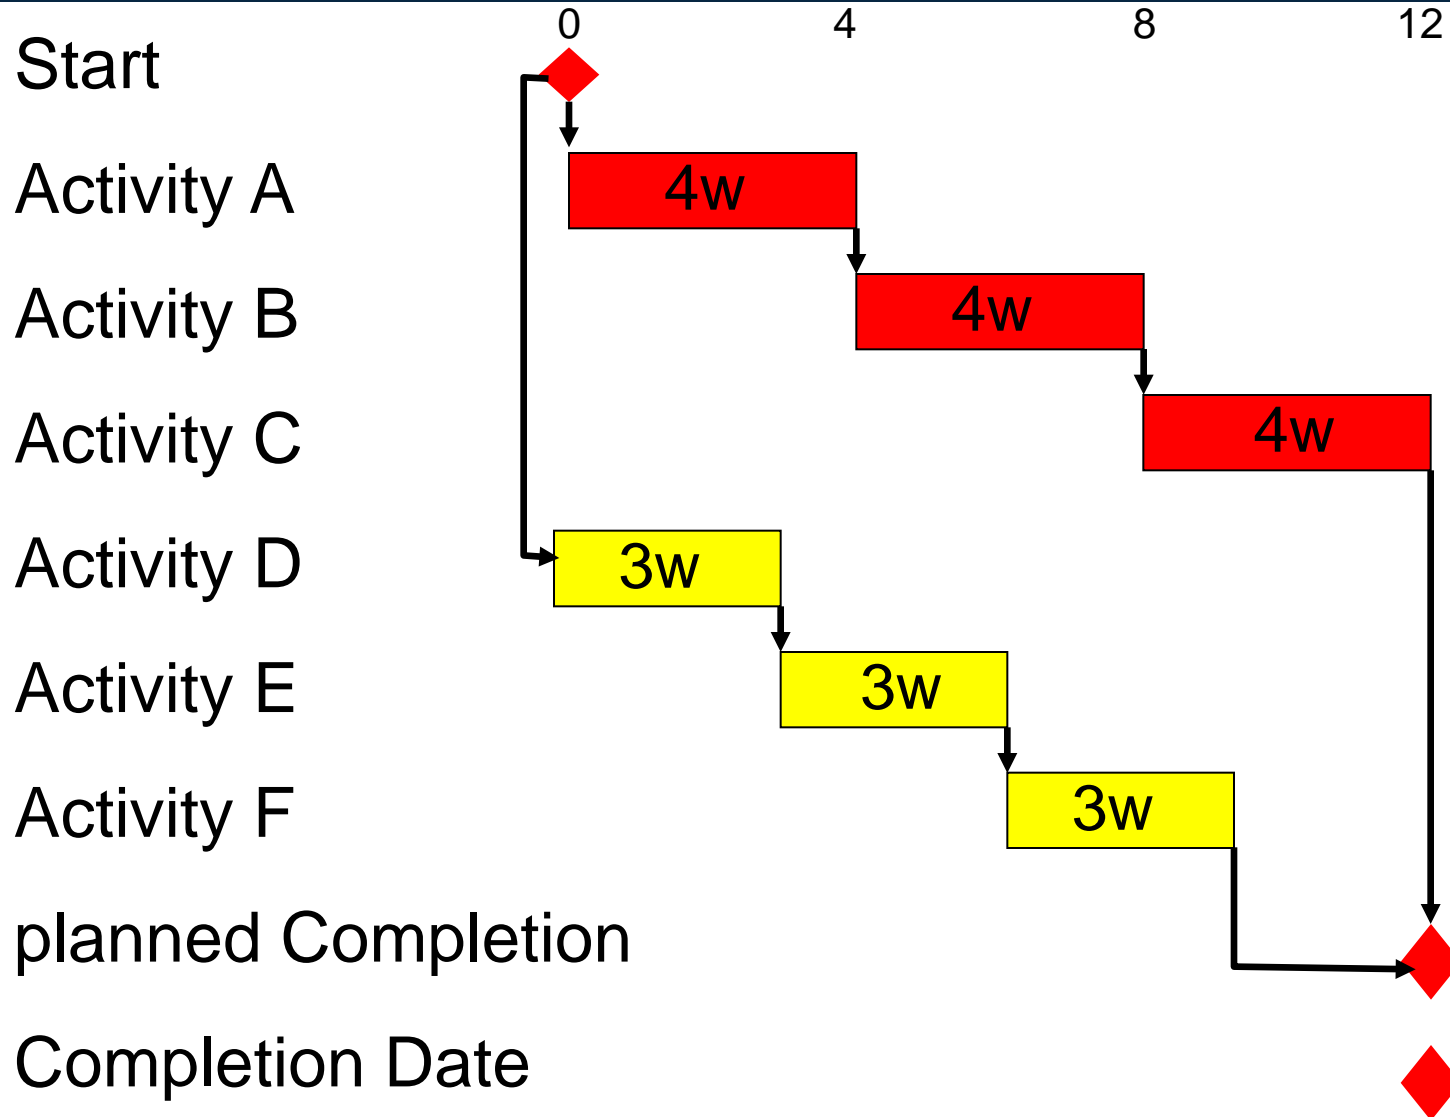 0 4 8 12
Start
Activity A 4w
Activity B 4w
Activity C 4w
Activity D 3w
Activity E 3w
Activity F 3w
planned Completion
Completion Date